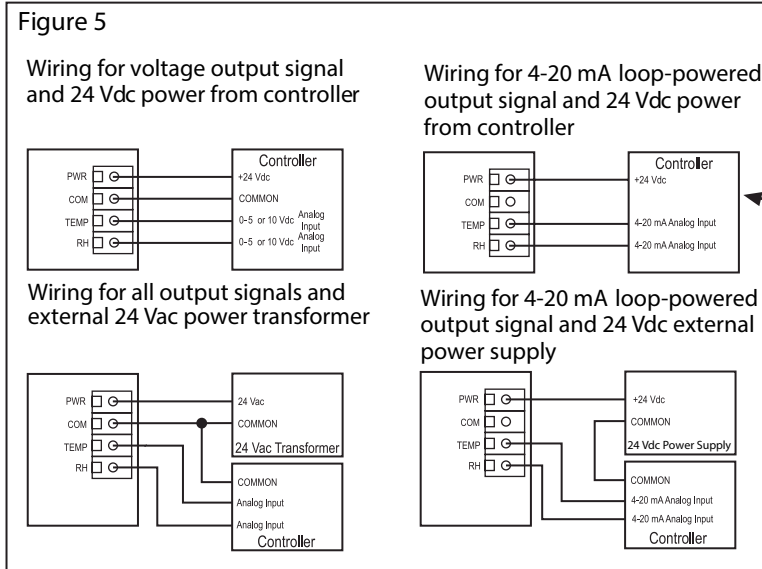 Figure 5
Wiring for voltage output signal
and 24 Vdc power from controller
PWR
COM
TEMP
RH
Controller
+24 Vdc
COMMON
0-5 or 10 Vdc Analog Input
0-5 or 10 Vdc Analog Input
Wiring for 4-20 mA loop-powered
output signal and 24 Vdc power
from controller
PWR
COM
TEMP
RH
Controller
+24 Vdc
4-20 mA Analog Input
4-20 mA Analog Input
Wiring for all output signals and
external 24 Vac power transformer
PWR
COM
TEMP
RH
24 Vac
COMMON
24 Vac Transformer
COMMON
Analog Input
Analog Input
Controller
Wiring for 4-20 mA loop-powered
output signal and 24 Vdc external
power supply
PWR
COM
TEMP
RH
+24 Vdc
COMMON
24 Vdc Power Supply
COMMON
4-20 mA Analog Input
4-20 mA Analog Input
Controller